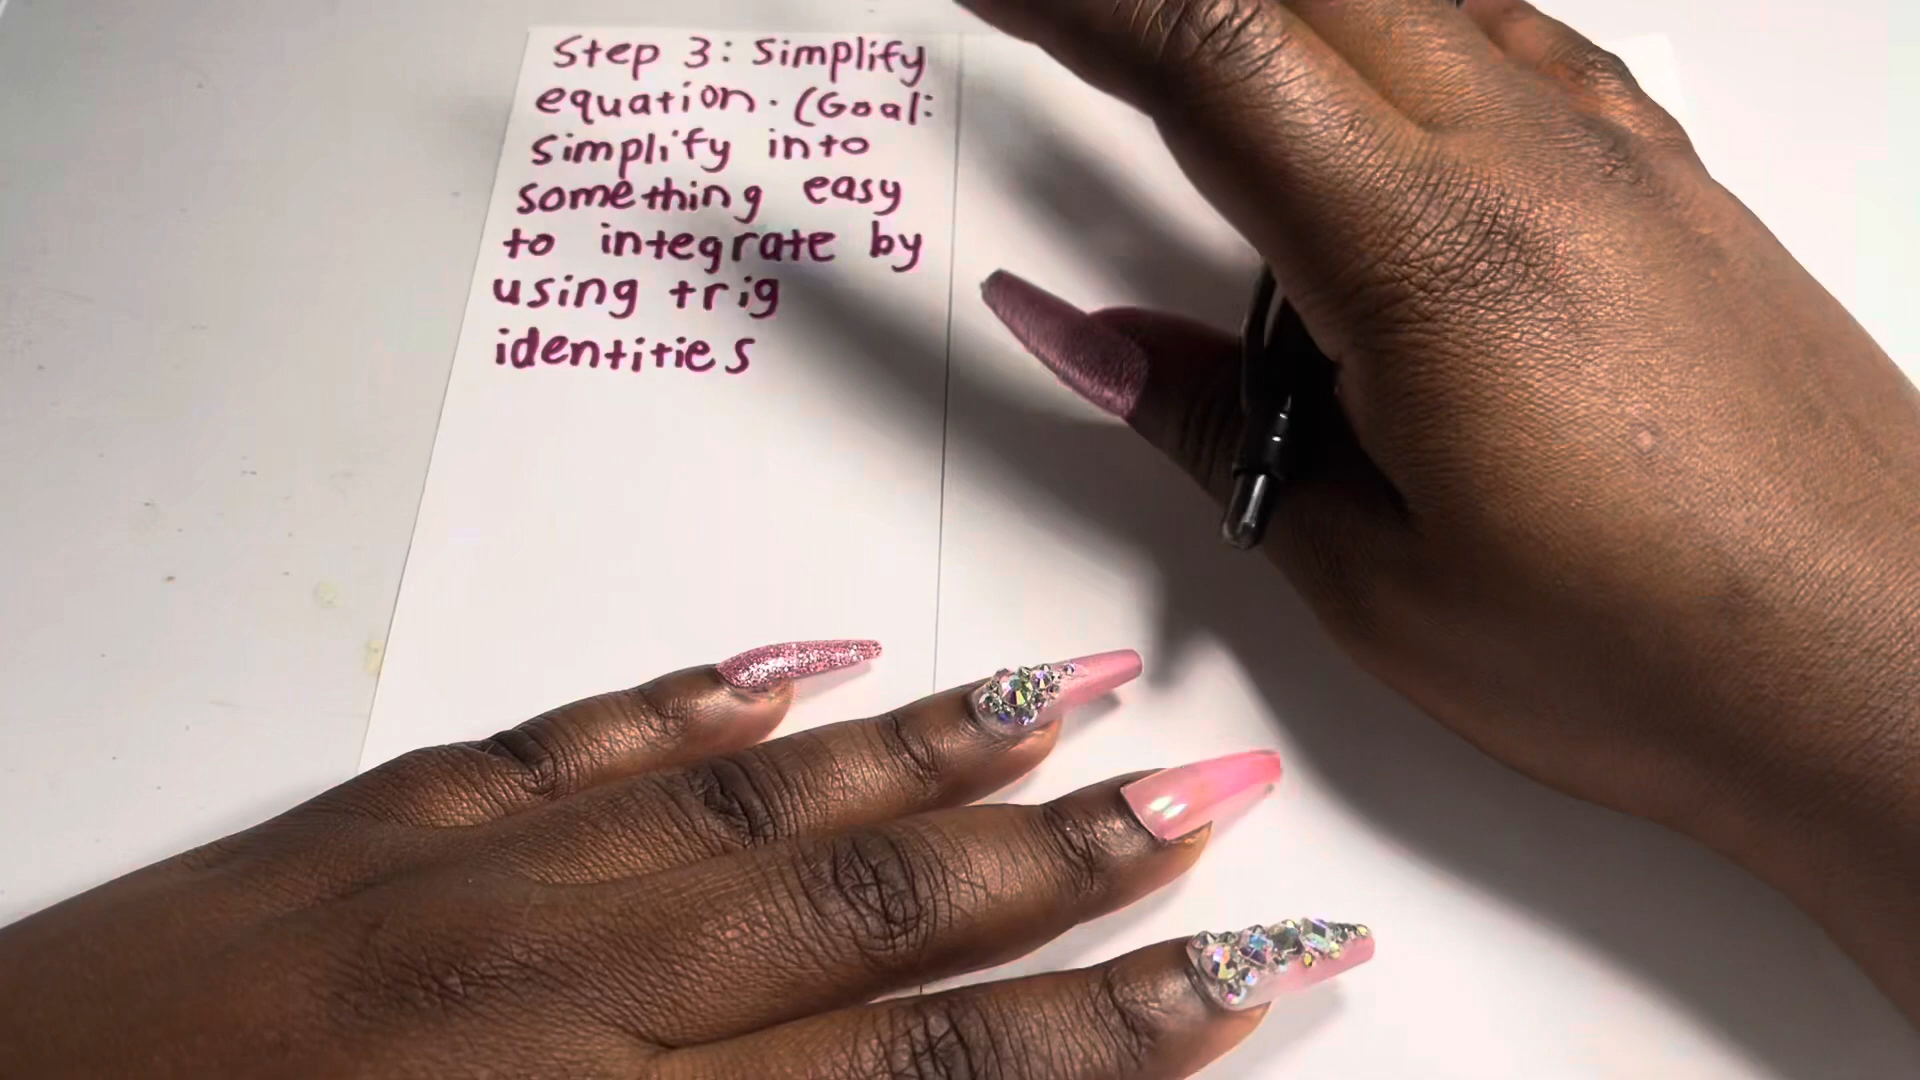 Step 3: Simplify
equation. (Goal:
Simplify into
something easy
to integrate by
using trig
identities